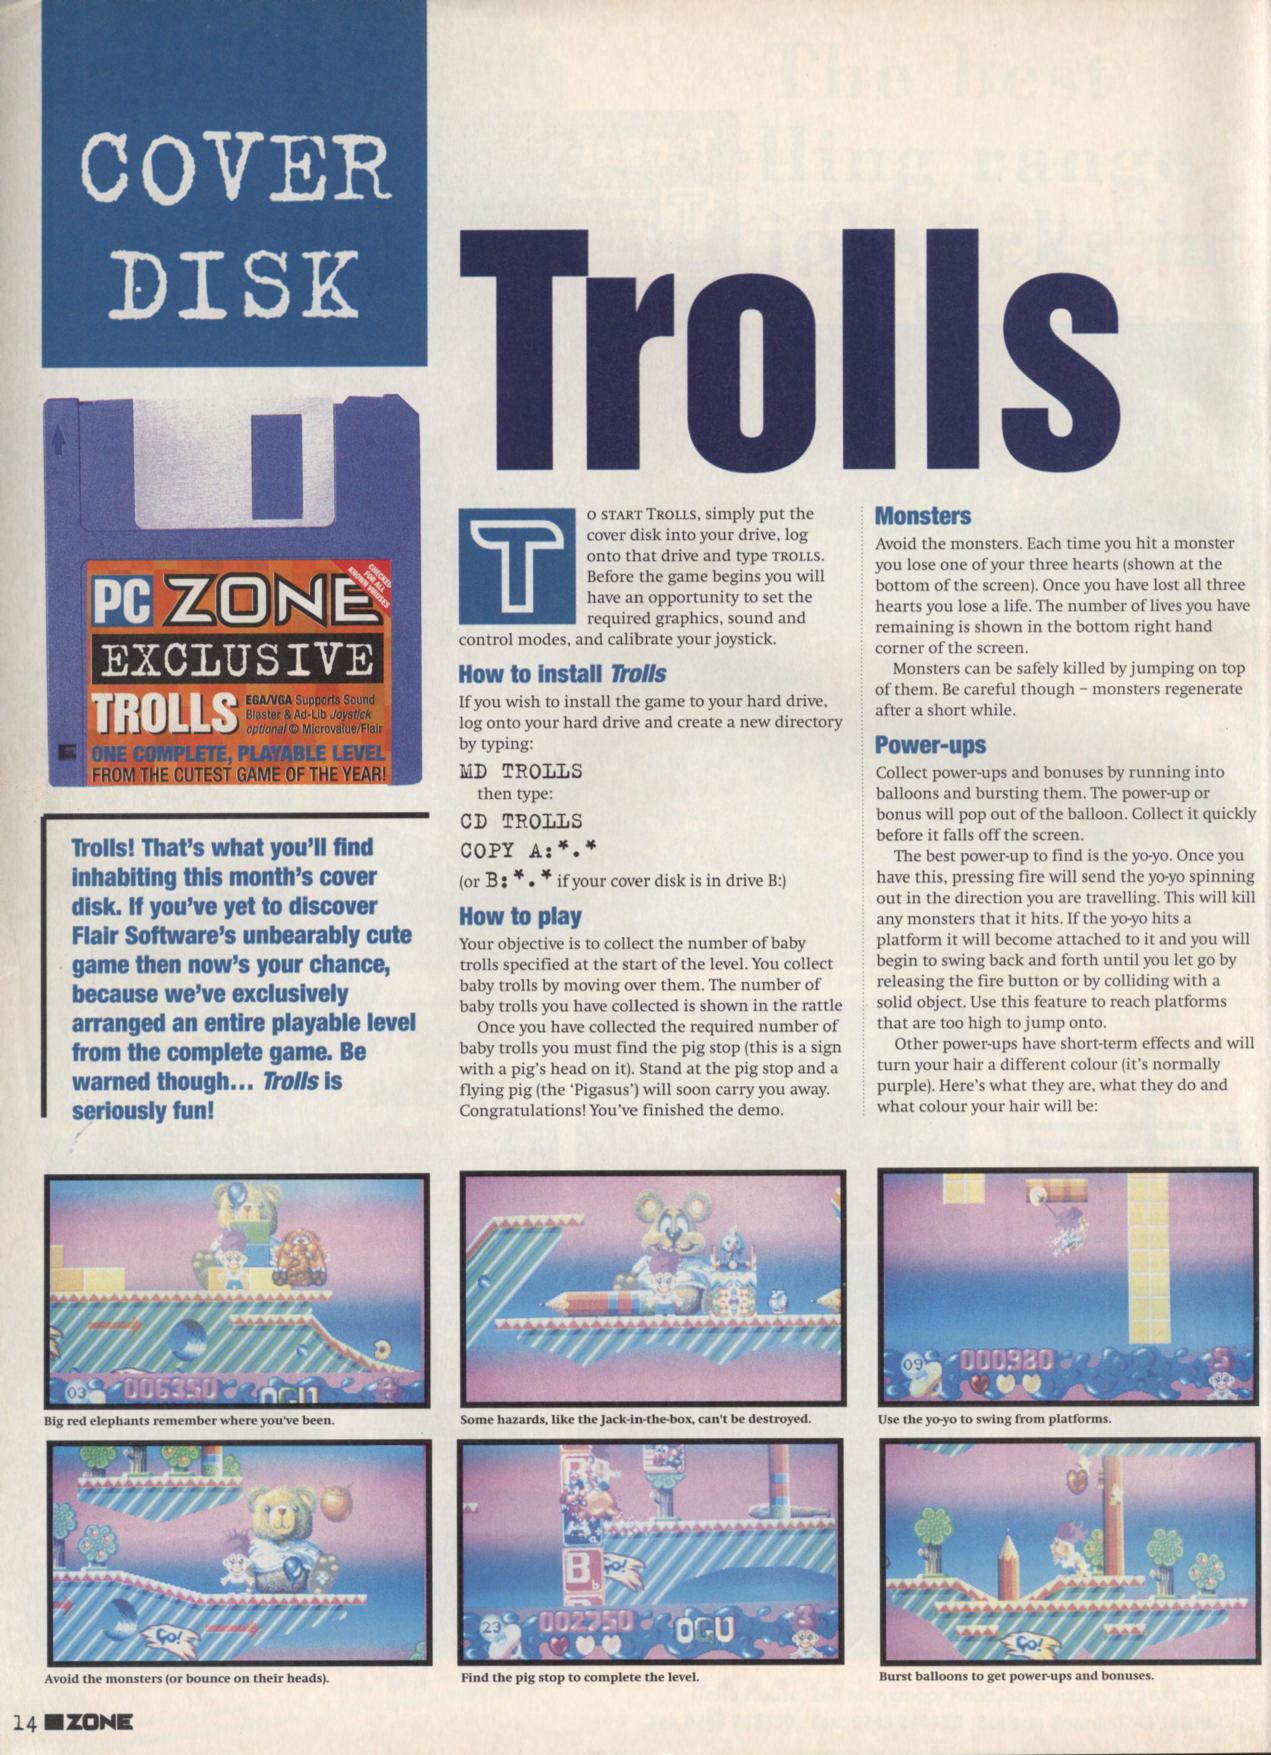 COVER
DISK
Trolls
PC ZONE
CHECKED
FOR ALL
KNOWN VIRUSES
EXCLUSIVE
TROLLS
EGA/VGA Supports Sound
Blaster & Ad-Lib Joystick
optional © Microvalue/Flair
ONE COMPLETE, PLAYABLE LEVEL
FROM THE CUTEST GAME OF THE YEAR!
Trolls! That's what you'll find
inhabiting this month's cover
disk. If you've yet to discover
Flair Software's unbearably cute
game then now's your chance,
because we've exclusively
arranged an entire playable level
from the complete game. Be
warned though... Trolls is
seriously fun!
TO START TROLLS, simply put the
cover disk into your drive, log
onto that drive and type TROLLS.
Before the game begins you will
have an opportunity to set the
required graphics, sound and
control modes, and calibrate your joystick.
How to install Trolls
If you wish to install the game to your hard drive,
log onto your hard drive and create a new directory
by typing:
MD TROLLS
then type:
CD TROLLS
COPY A:*.*
(or B:*.* if your cover disk is in drive B:)
How to play
Your objective is to collect the number of baby
trolls specified at the start of the level. You collect
baby trolls by moving over them. The number of
baby trolls you have collected is shown in the rattle
Once you have collected the required number of
baby trolls you must find the pig stop (this is a sign
with a pig's head on it). Stand at the pig stop and a
flying pig (the 'Pigasus') will soon carry you away.
Congratulations! You've finished the demo.
Monsters
Avoid the monsters. Each time you hit a monster
you lose one of your three hearts (shown at the
bottom of the screen). Once you have lost all three
hearts you lose a life. The number of lives you have
remaining is shown in the bottom right hand
corner of the screen.
Monsters can be safely killed by jumping on top
of them. Be careful though – monsters regenerate
after a short while.
Power-ups
Collect power-ups and bonuses by running into
balloons and bursting them. The power-up or
bonus will pop out of the balloon. Collect it quickly
before it falls off the screen.
The best power-up to find is the yo-yo. Once you
have this, pressing fire will send the yo-yo spinning
out in the direction you are travelling. This will kill
any monsters that it hits. If the yo-yo hits a
platform it will become attached to it and you will
begin to swing back and forth until you let go by
releasing the fire button or by colliding with a
solid object. Use this feature to reach platforms
that are too high to jump onto.
Other power-ups have short-term effects and will
turn your hair a different colour (it's normally
purple). Here's what they are, what they do and
what colour your hair will be:
03 006350
Big red elephants remember where you've been.
Some hazards, like the Jack-in-the-box, can't be destroyed.
09 000980 5
Use the yo-yo to swing from platforms.
GO!
Avoid the monsters (or bounce on their heads).
B
b
GO!
23 002750 OGU 3
Find the pig stop to complete the level.
GO!
Burst balloons to get power-ups and bonuses.
14 ZONE